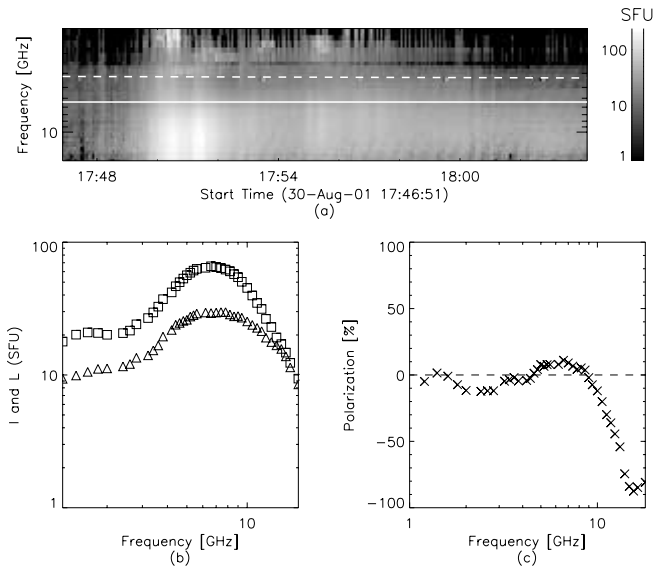 SFU
100
10
1
Frequency [GHz]
10
17:48 17:54 18:00
Start Time (30-Aug-01 17:46:51)
(a)
100
10
1
I and L (SFU)
10
Frequency [GHz]
(b)
100
50
0
-50
-100
Polarization [%]
1 10
Frequency [GHz]
(c)